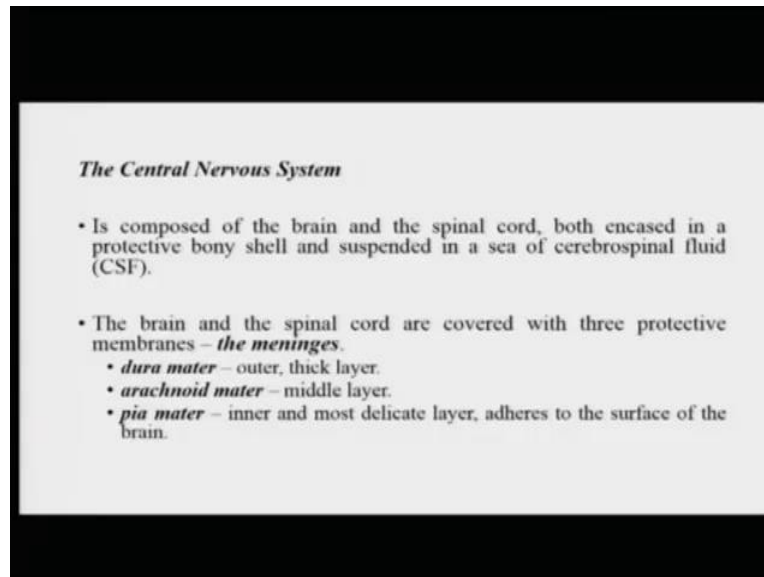 The Central Nervous System
• Is composed of the brain and the spinal cord, both encased in a
protective bony shell and suspended in a sea of cerebrospinal fluid
(CSF).
• The brain and the spinal cord are covered with three protective
membranes – the meninges.
• dura mater – outer, thick layer.
• arachnoid mater – middle layer.
• pia mater – inner and most delicate layer, adheres to the surface of the
brain.